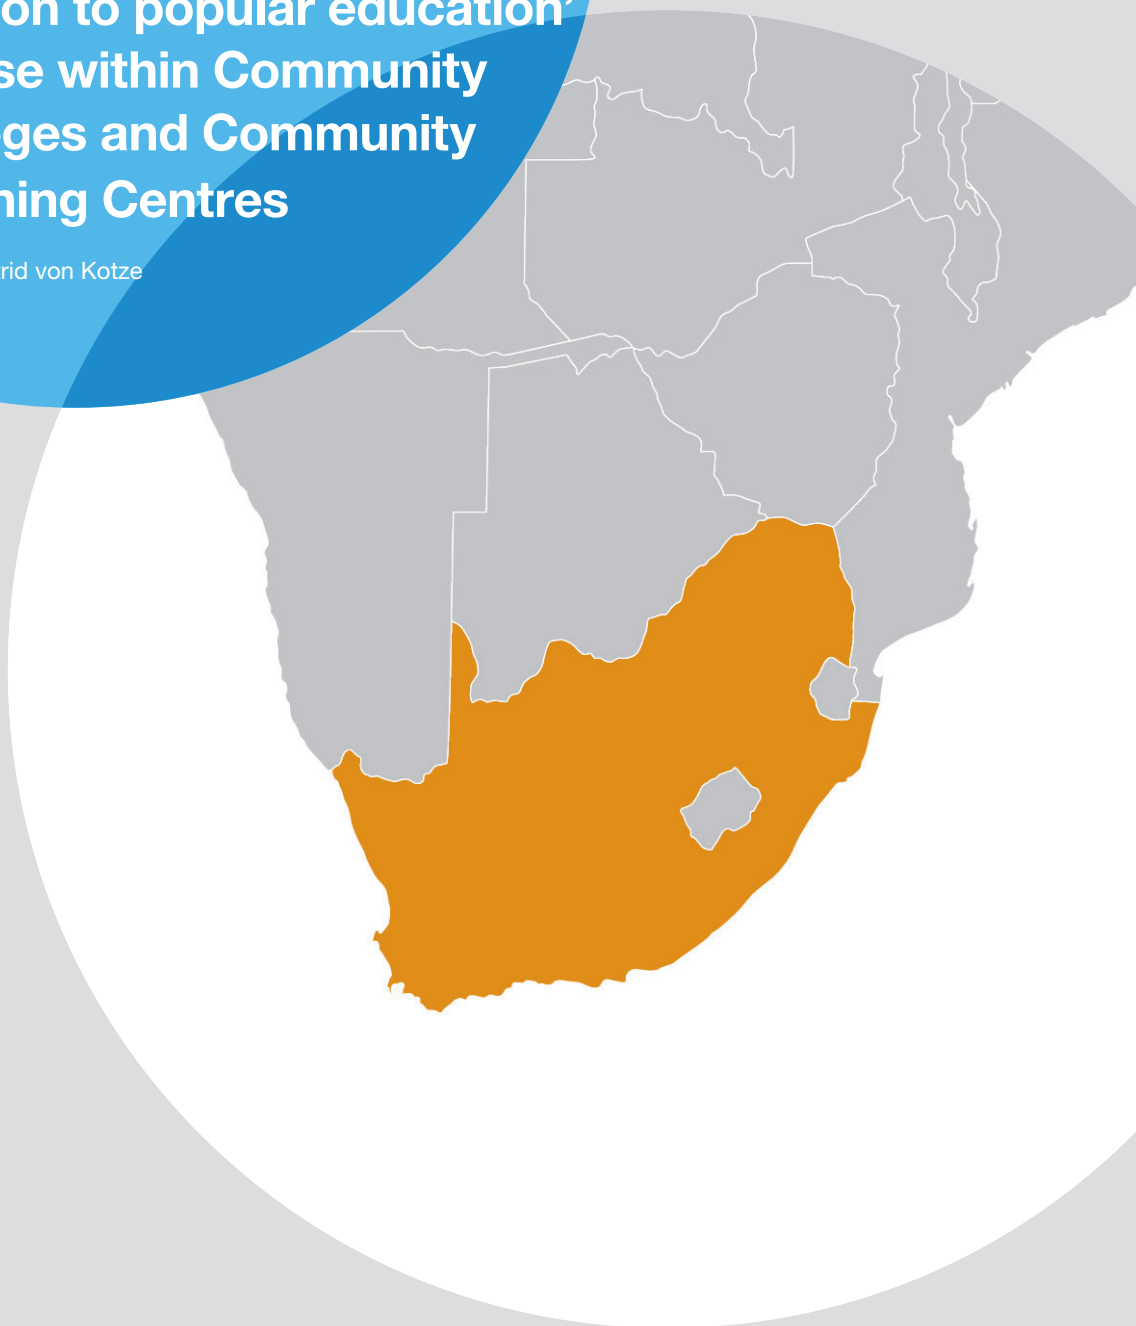 on to popular education’
se within Community
ges and Community
ning Centres
rid von Kotze